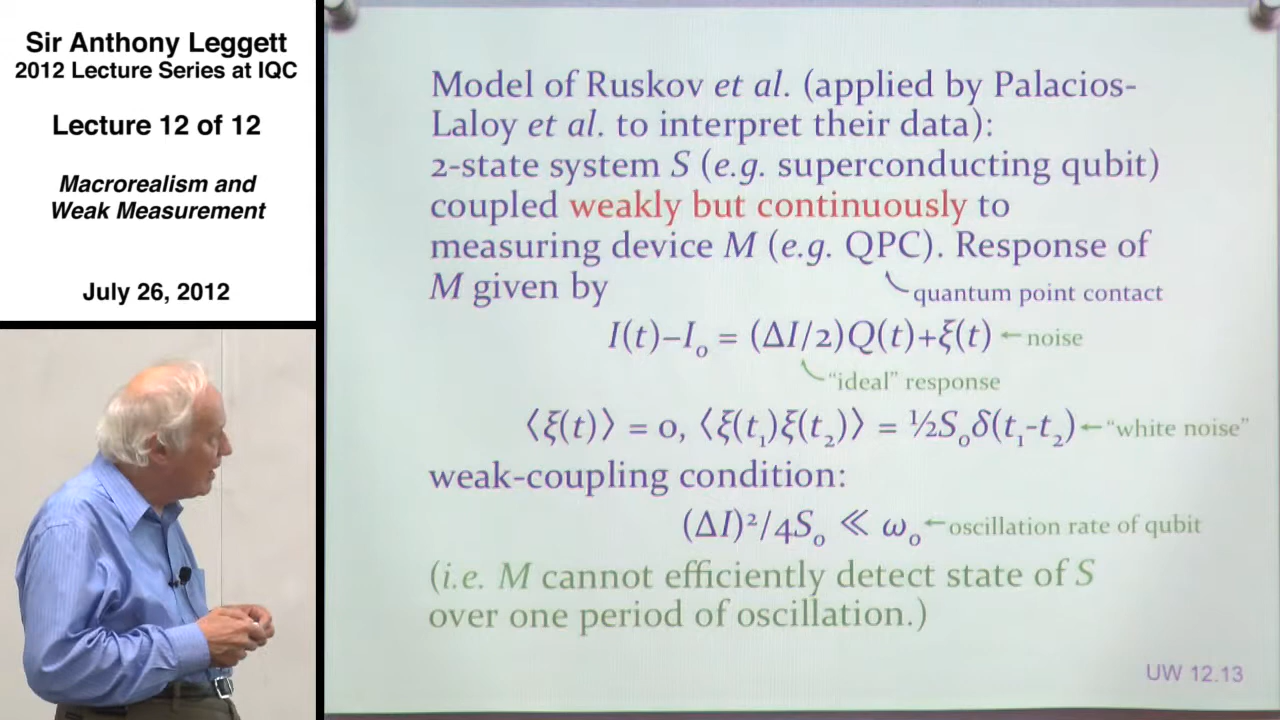 Sir Anthony Leggett
2012 Lecture Series at IQC
Lecture 12 of 12
Macrorealism and
Weak Measurement
July 26, 2012
Model of Ruskov et al. (applied by Palacios-
Laloy et al. to interpret their data):
2-state system S (e.g. superconducting qubit)
coupled weakly but continuously to
measuring device M (e.g. QPC). Response of
M given by
quantum point contact
I(t)–I₀ = (ΔI/2)Q(t)+ξ(t) ←noise
"ideal" response
⟨ξ(t)⟩ = 0, ⟨ξ(t₁)ξ(t₂)⟩ = ½S₀δ(t₁-t₂) ←"white noise"
weak-coupling condition:
(ΔI)²/4S₀ ≪ ω₀ ←oscillation rate of qubit
(i.e. M cannot efficiently detect state of S
over one period of oscillation.)
UW 12.13